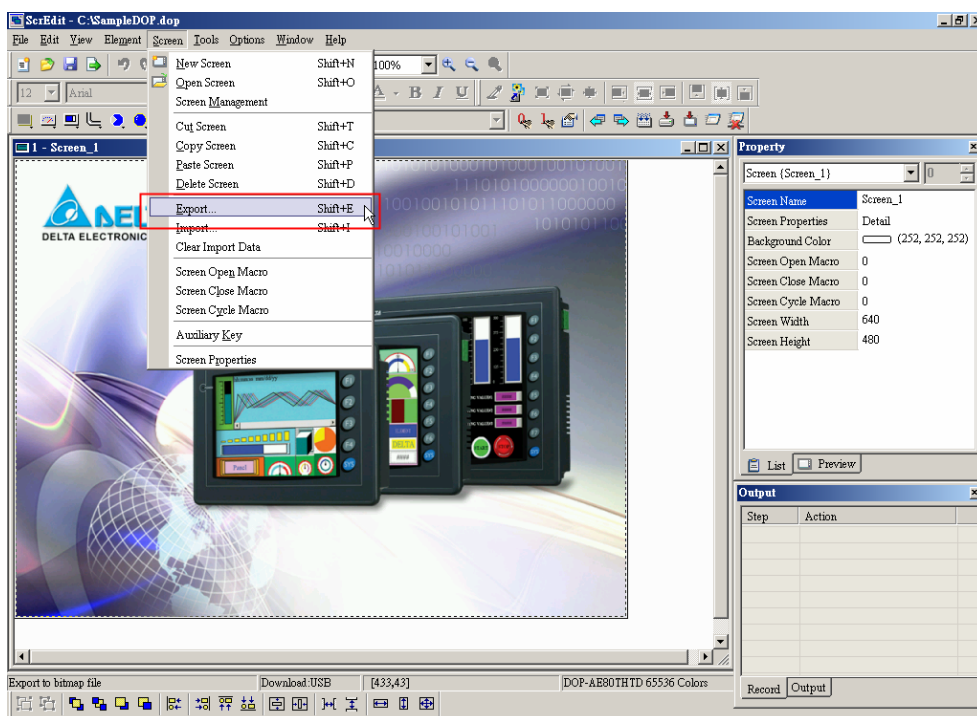 ScrEdit - C:\SampleDOP.dop
File Edit View Element Screen Tools Options Window Help
100%
12 Arial
A B I U
1 - Screen_1
New Screen Shift+N
Open Screen Shift+O
Screen Management
Cut Screen Shift+T
Copy Screen Shift+C
Paste Screen Shift+P
Delete Screen Shift+D
Export... Shift+E
Import... Shift+I
Clear Import Data
Screen Open Macro
Screen Close Macro
Screen Cycle Macro
Auxiliary Key
Screen Properties
DELTA ELECTRONIC
DELTA
Panel
START
Property
Screen {Screen_1} 0
Screen Name Screen_1
Screen Properties Detail
Background Color (252, 252, 252)
Screen Open Macro 0
Screen Close Macro 0
Screen Cycle Macro 0
Screen Width 640
Screen Height 480
List Preview
Output
Step Action
Record Output
Export to bitmap file Download:USB [433,43] DOP-AE80THTD 65536 Colors